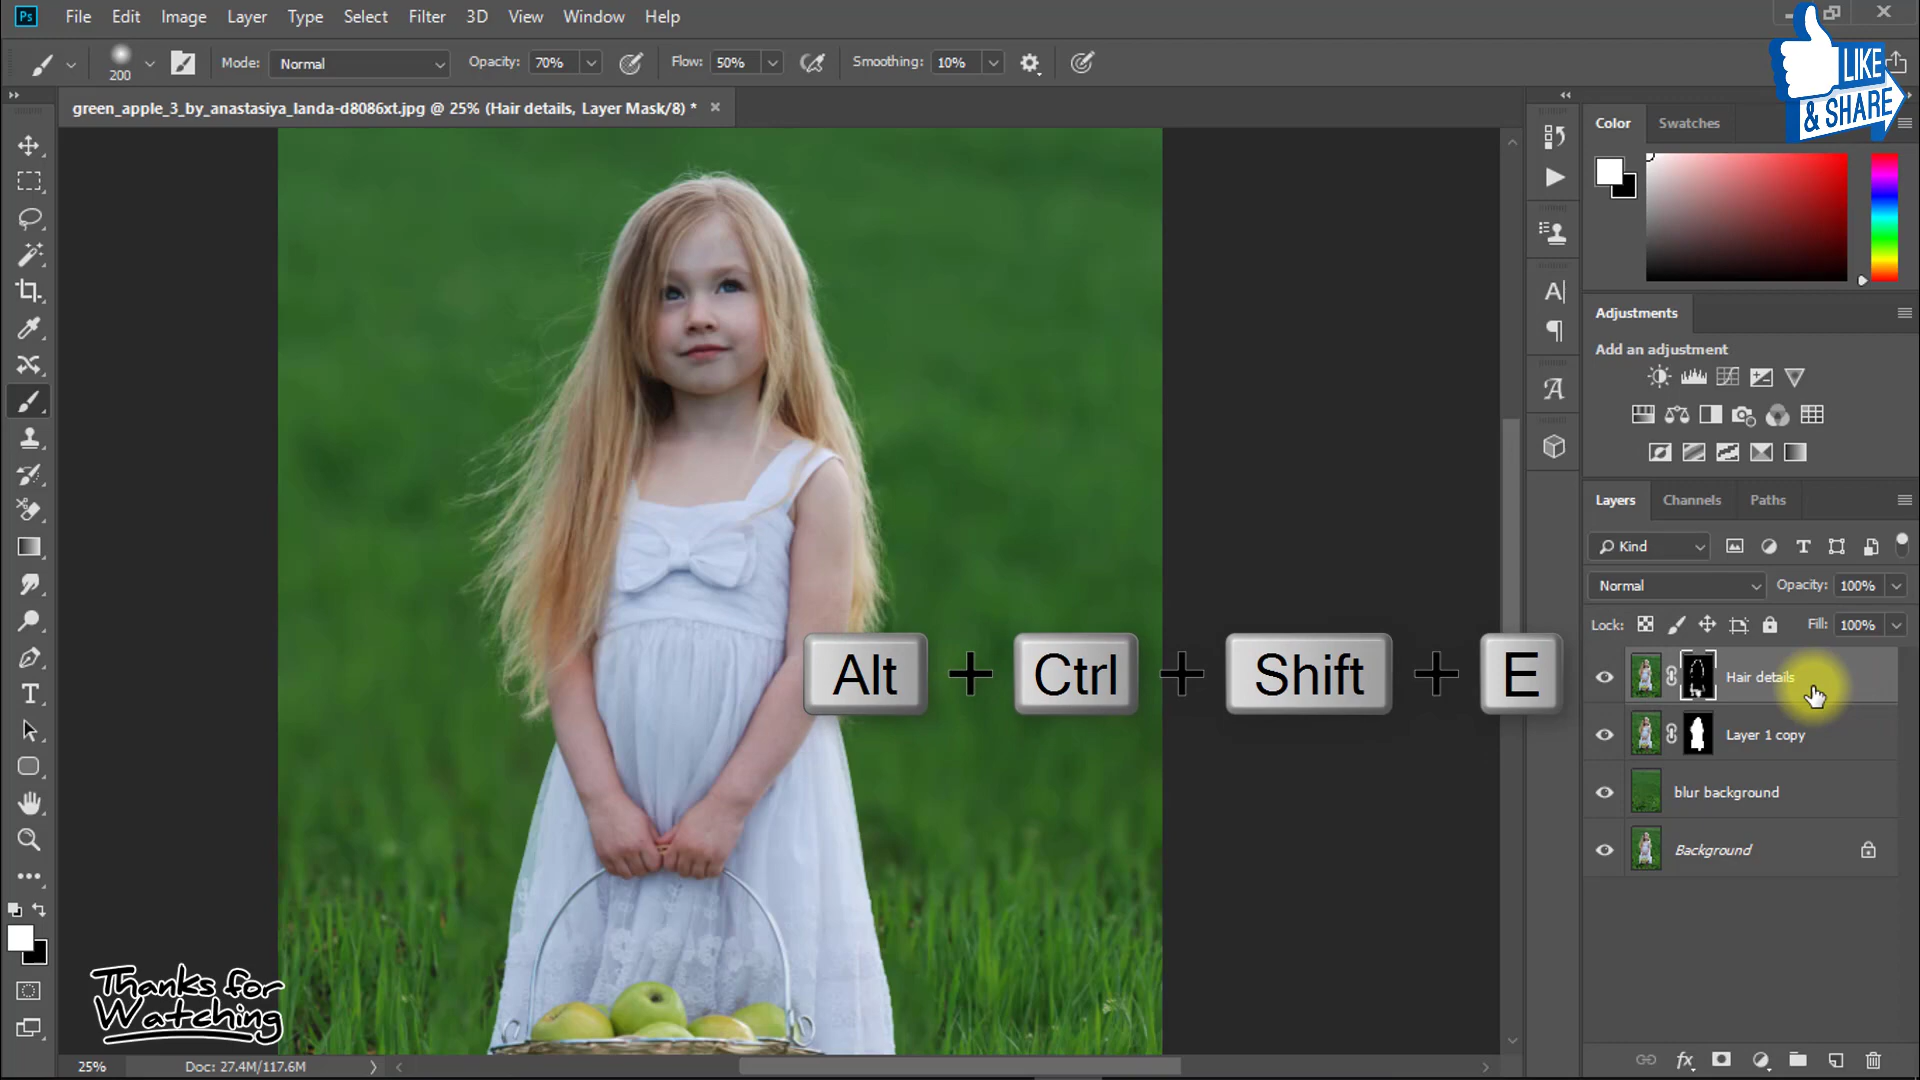 Ps File Edit Image Layer Type Select Filter 3D View Window Help
200 Mode: Normal Opacity: 70% Flow: 50% Smoothing: 10%
LIKE
& SHARE
green_apple_3_by_anastasiya_landa-d8086xt.jpg @ 25% (Hair details, Layer Mask/8) *
Color Swatches
Adjustments
Add an adjustment
Layers Channels Paths
Kind
Normal Opacity: 100%
Lock: Fill: 100%
Hair details
Layer 1 copy
blur background
Background
Alt + Ctrl + Shift + E
Thanks for
Watching
25% Doc: 27.4M/117.6M